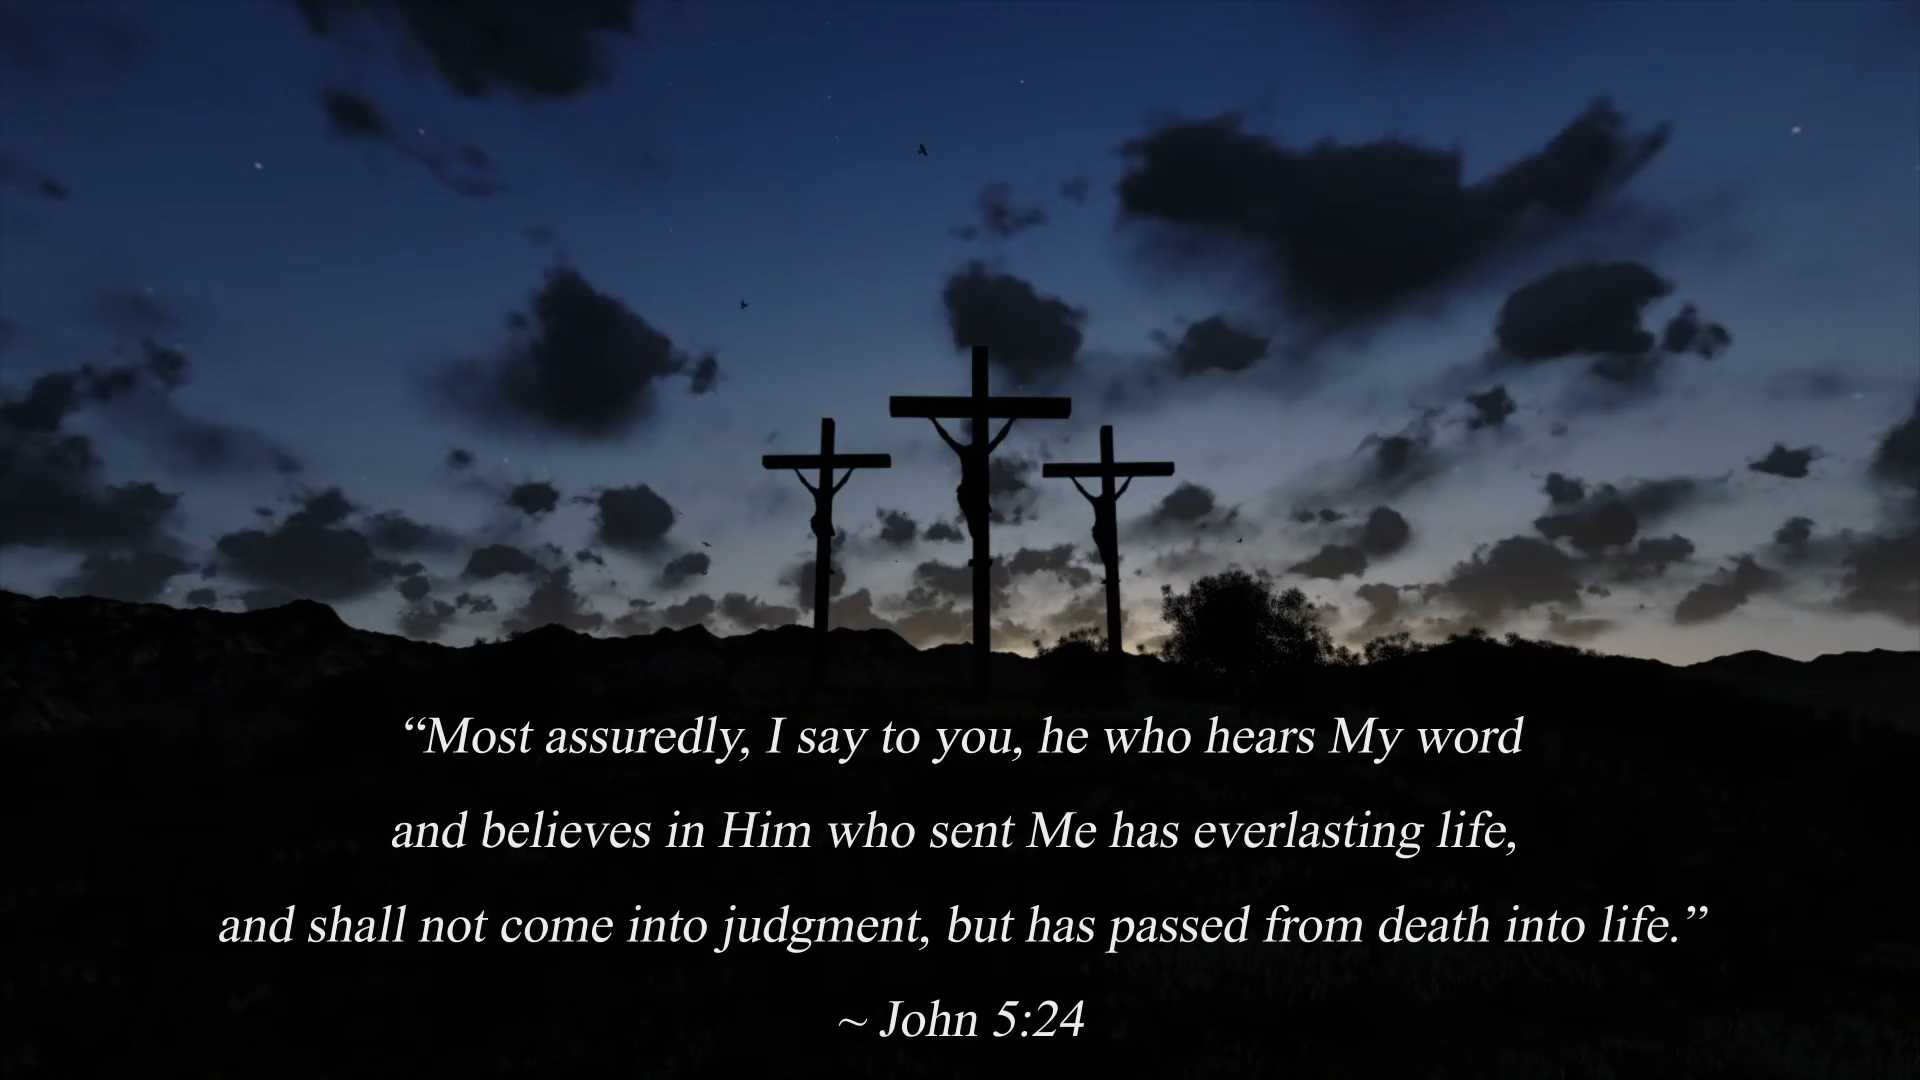 “Most assuredly, I say to you, he who hears My word
and believes in Him who sent Me has everlasting life,
and shall not come into judgment, but has passed from death into life.”
~ John 5:24